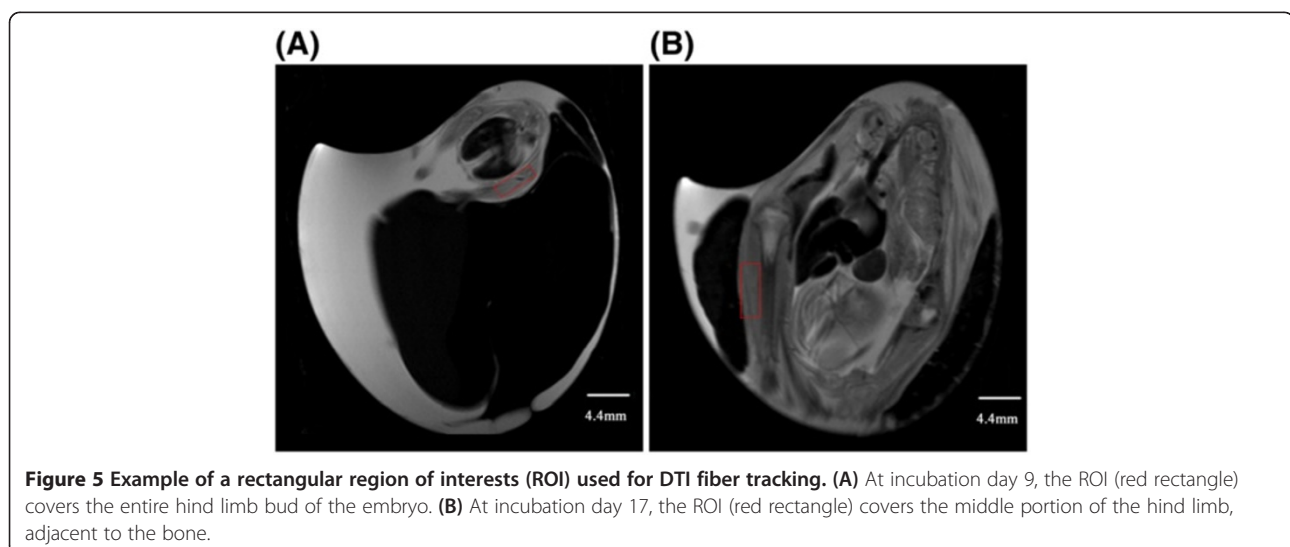 (A) (B)
4.4mm 4.4mm
Figure 5 Example of a rectangular region of interests (ROI) used for DTI fiber tracking. (A) At incubation day 9, the ROI (red rectangle)
covers the entire hind limb bud of the embryo. (B) At incubation day 17, the ROI (red rectangle) covers the middle portion of the hind limb,
adjacent to the bone.